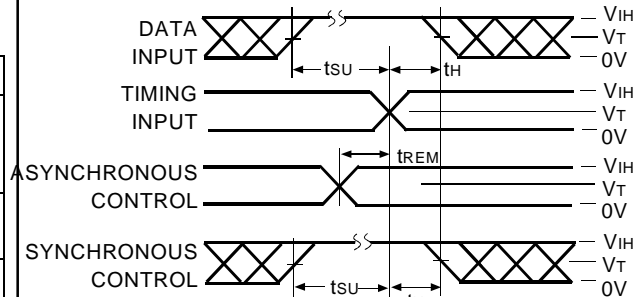 DATA INPUT
VIH
VT
0V
tSU
tH
TIMING INPUT
VIH
VT
0V
tREM
ASYNCHRONOUS CONTROL
VIH
VT
0V
SYNCHRONOUS CONTROL
VIH
VT
0V
tSU